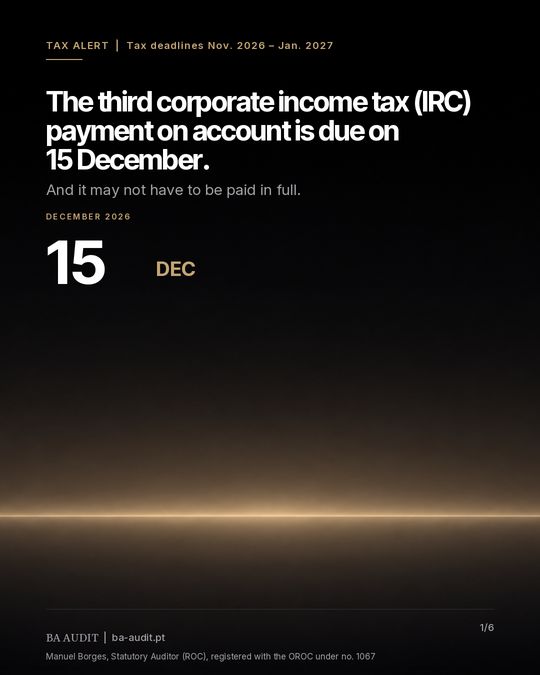 TAX ALERT | Tax deadlines Nov. 2026 – Jan. 2027
The third corporate income tax (IRC)
payment on account is due on
15 December.
And it may not have to be paid in full.
DECEMBER 2026
15 DEC
1/6
BA AUDIT | ba-audit.pt
Manuel Borges, Statutory Auditor (ROC), registered with the OROC under no. 1067